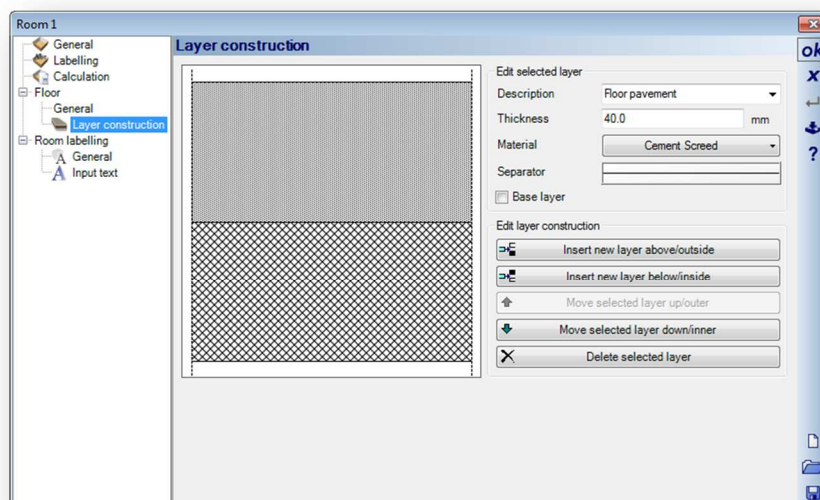 Room 1
General
Labelling
Calculation
Floor
General
Layer construction
Room labelling
General
Input text
Layer construction
Edit selected layer
Description Floor pavement
Thickness 40.0 mm
Material Cement Screed
Separator
Base layer
Edit layer construction
Insert new layer above/outside
Insert new layer below/inside
Move selected layer up/outer
Move selected layer down/inner
Delete selected layer
ok
x
?